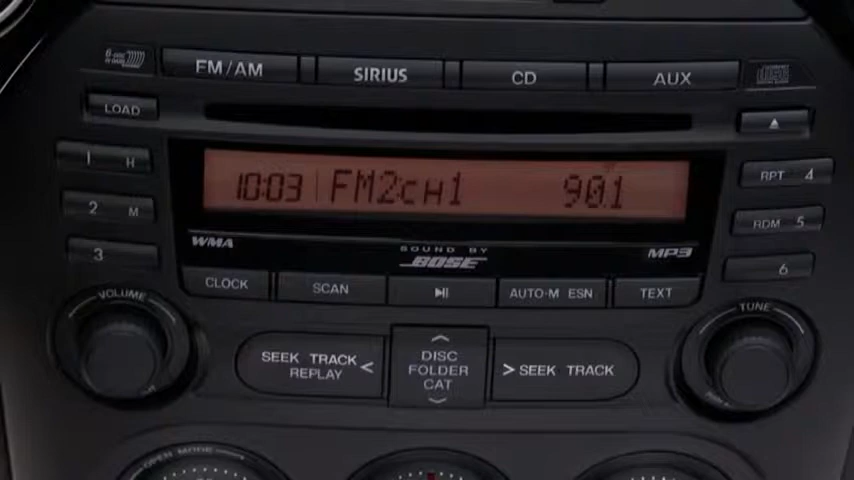 FM/AM SIRIUS CD AUX
LOAD
1 H
2 M
3
10:03 FM2:CH1 90.1
RPT 4
RDM 5
6
WMA SOUND BY BOSE MP3
CLOCK SCAN AUTO-M ESN TEXT
VOLUME
TUNE
SEEK TRACK
REPLAY
DISC
FOLDER
CAT
SEEK TRACK
OPEN MODE